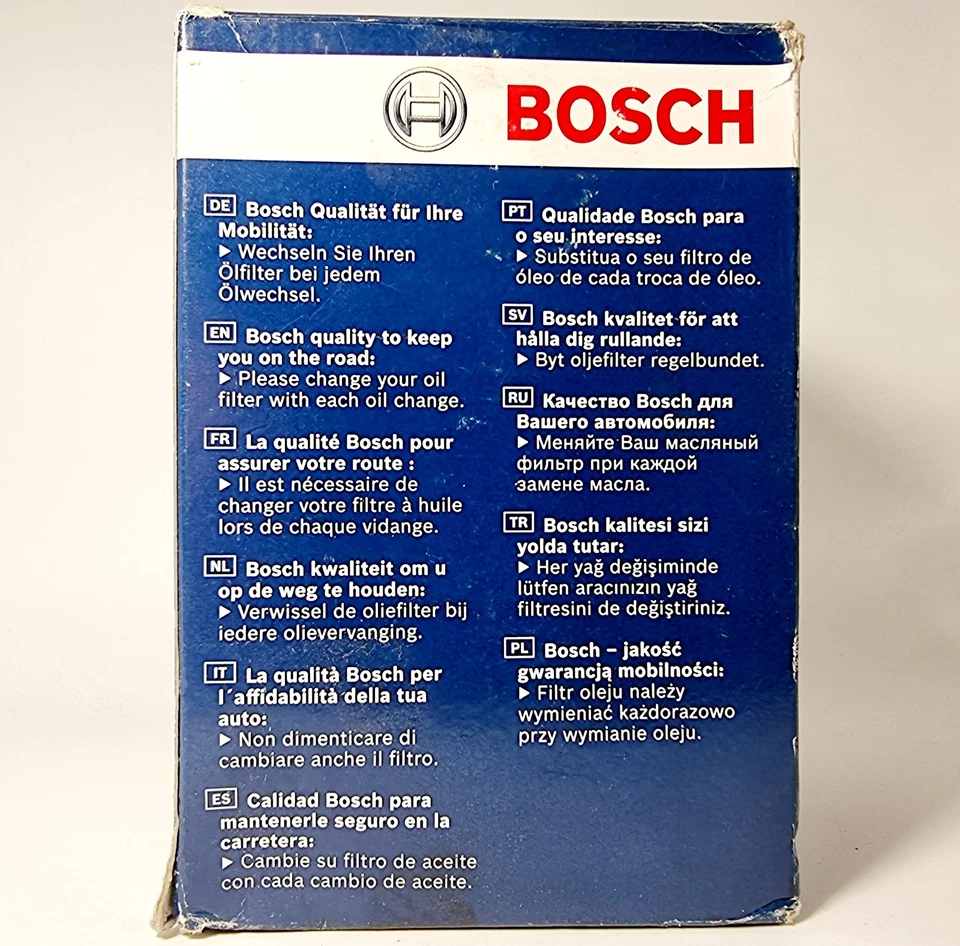 BOSCH
DE Bosch Qualität für Ihre
Mobilität:
► Wechseln Sie Ihren
Ölfilter bei jedem
Ölwechsel.
EN Bosch quality to keep
you on the road:
► Please change your oil
filter with each oil change.
FR La qualité Bosch pour
assurer votre route :
► Il est nécessaire de
changer votre filtre à huile
lors de chaque vidange.
NL Bosch kwaliteit om u
op de weg te houden:
► Verwissel de oliefilter bij
iedere olievervanging.
IT La qualità Bosch per
l´affidabilità della tua
auto:
► Non dimenticare di
cambiare anche il filtro.
ES Calidad Bosch para
mantenerle seguro en la
carretera:
► Cambie su filtro de aceite
con cada cambio de aceite.
PT Qualidade Bosch para
o seu interesse:
► Substitua o seu filtro de
óleo de cada troca de óleo.
SV Bosch kvalitet för att
hålla dig rullande:
► Byt oljefilter regelbundet.
RU Качество Bosch для
Вашего автомобиля:
► Меняйте Ваш масляный
фильтр при каждой
замене масла.
TR Bosch kalitesi sizi
yolda tutar:
► Her yağ değişiminde
lütfen aracınızın yağ
filtresini de değiştiriniz.
PL Bosch – jakość
gwarancją mobilności:
► Filtr oleju należy
wymieniać każdorazowo
przy wymianie oleju.